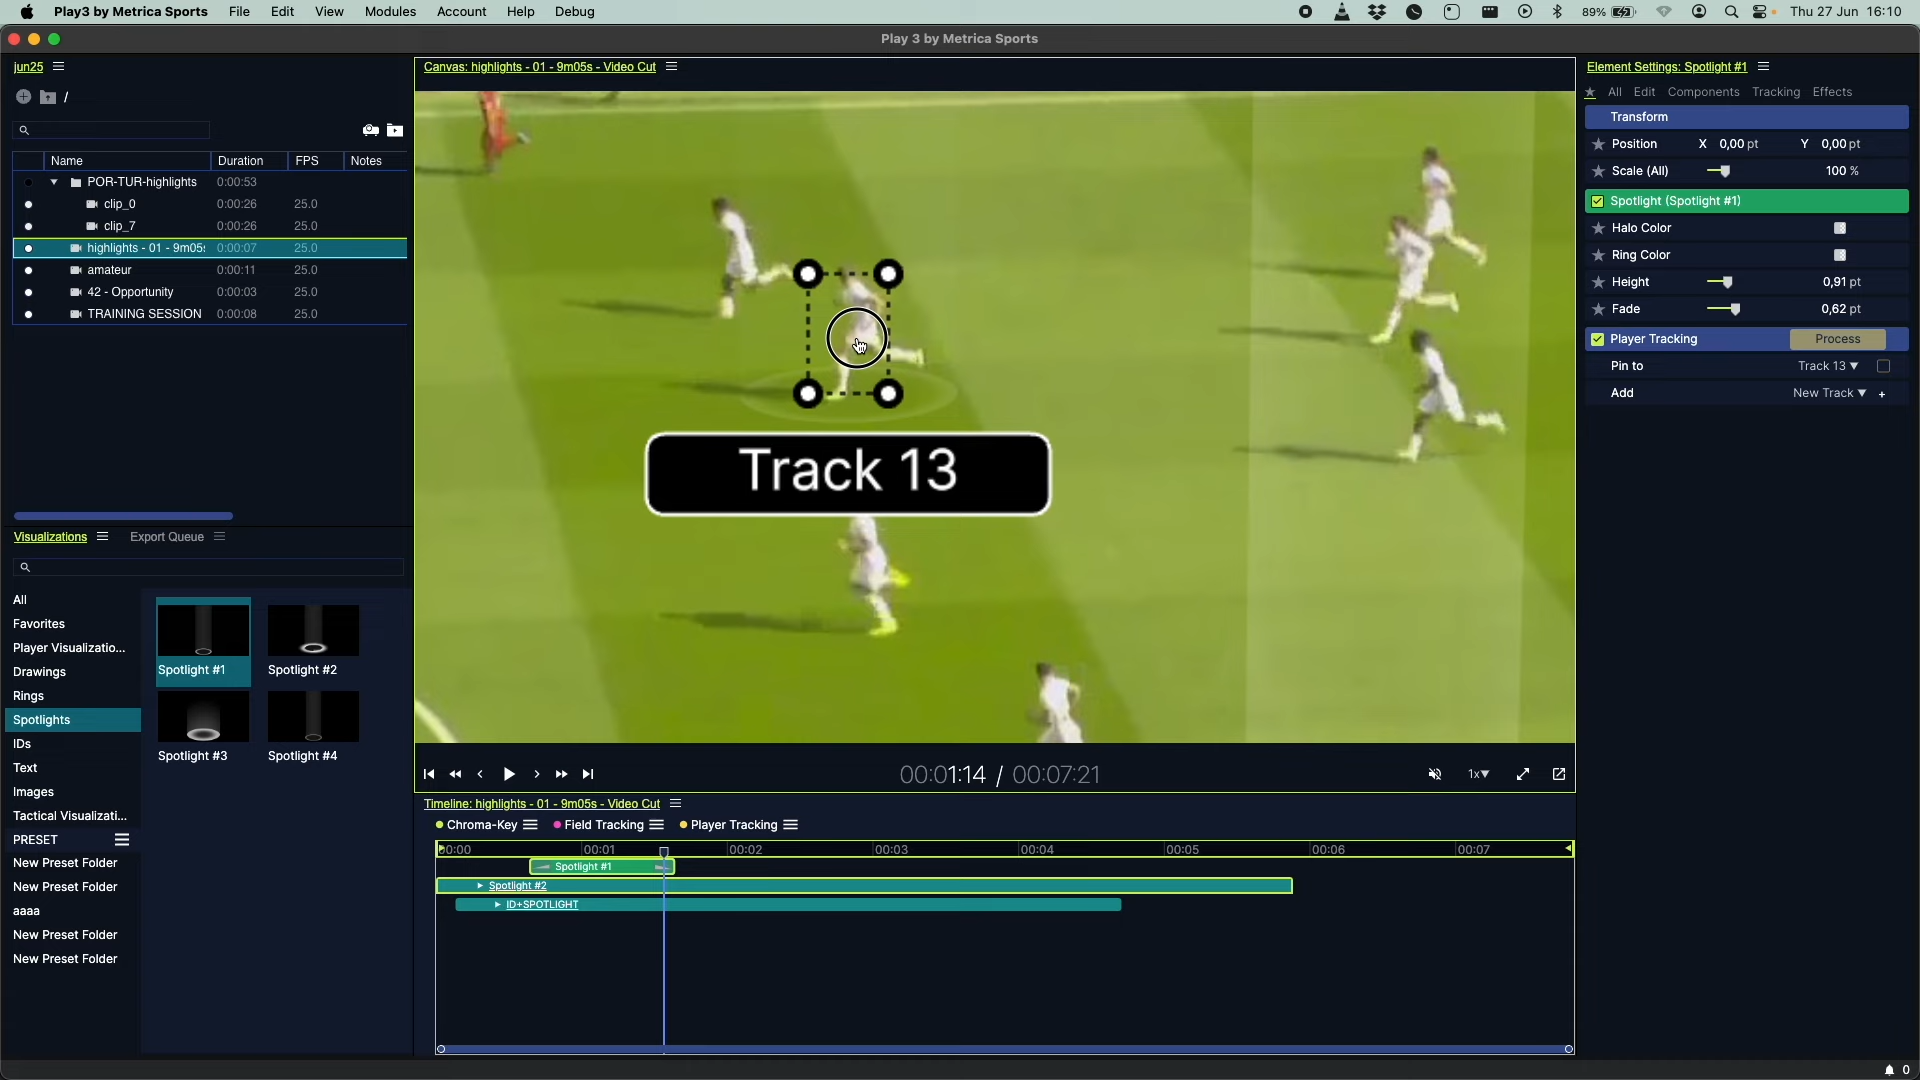 Play3 by Metrica Sports File Edit View Modules Account Help Debug 89% Thu 27 Jun 16:10
Play 3 by Metrica Sports
jun25
/
Name Duration FPS Notes
POR-TUR-highlights 0:00:53
clip_0 0:00:26 25.0
clip_7 0:00:26 25.0
highlights - 01 - 9m05s 0:00:07 25.0
amateur 0:00:11 25.0
42 - Opportunity 0:00:03 25.0
TRAINING SESSION 0:00:08 25.0
Visualizations Export Queue
All
Favorites
Player Visualizatio...
Drawings
Rings
Spotlights
IDs
Text
Images
Tactical Visualizati...
PRESET
New Preset Folder
New Preset Folder
aaaa
New Preset Folder
New Preset Folder
Spotlight #1 Spotlight #2
Spotlight #3 Spotlight #4
Canvas: highlights - 01 - 9m05s - Video Cut
Track 13
00:01:14 / 00:07:21
1x
Timeline: highlights - 01 - 9m05s - Video Cut
Chroma-Key Field Tracking Player Tracking
00:00 00:01 00:02 00:03 00:04 00:05 00:06 00:07
Spotlight #1
Spotlight #2
ID+SPOTLIGHT
Element Settings: Spotlight #1
All Edit Components Tracking Effects
Transform
Position X 0,00 pt Y 0,00 pt
Scale (All) 100 %
Spotlight (Spotlight #1)
Halo Color
Ring Color
Height 0,91 pt
Fade 0,62 pt
Player Tracking Process
Pin to Track 13
Add New Track +
0